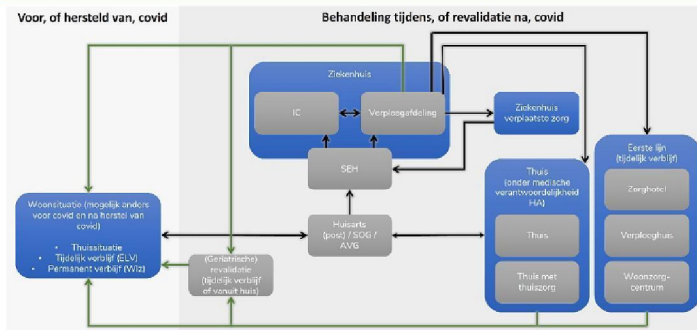 Voor, of hersteld van, covid
Behandeling tijdens, of revalidatie na, covid
Ziekenhuis
IC
Verpleegafdeling
SEH
Ziekenhuis
verplaatste zorg
Eerste lijn
(tijdelijk verblijf)
Zorghotel
Verpleeghuis
Woonzorg-
centrum
Thuis
(onder medische
verantwoordelijkheid
HA)
Thuis
Thuis met
thuiszorg
Huisarts
(post) / SOG /
AVG
Woonsituatie (mogelijk anders
voor covid en na herstel van
covid)
• Thuissituatie
• Tijdelijk verblijf (ELV)
• Permanent verblijf (Wlz)
(Geriatrische)
revalidatie
(tijdelijk verblijf
of vanuit huis)